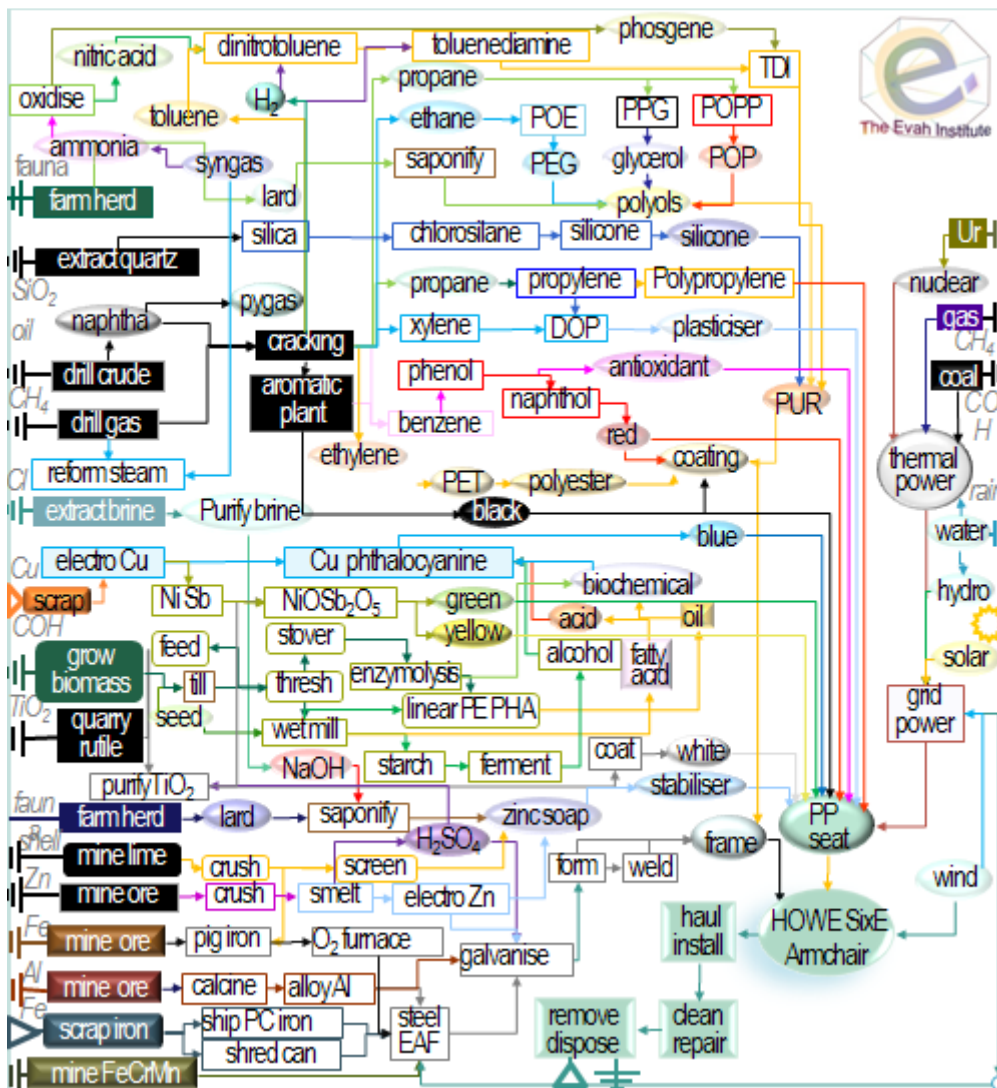 nitric acid
dinitrotoluene
toluenediamine
phosgene
TDI
oxidise
H2
propane
toluene
ethane
POE
PPG
POPP
The Evah Institute
ammonia
syngas
saponify
PEG
glycerol
POP
fauna
farm herd
lard
polyols
silica
chlorosilane
silicone
silicone
Ur
extract quartz
SiO2
nuclear
pygas
propane
propylene
Polypropylene
oil
naphtha
gas
CH4
cracking
xylene
DOP
plasticiser
drill crude
coal
CO
H
CH4
aromatic
plant
phenol
antioxidant
naphthol
PUR
drill gas
benzene
red
ethylene
coating
thermal
power
reform steam
Cl
PET
polyester
extract brine
Purify brine
black
rain
water
blue
Cu
electro Cu
Cu phthalocyanine
biochemical
hydro
scrap
Ni Sb
NiOSb2O5
green
acid
oil
COH
yellow
feed
stover
alcohol
fatty
acid
solar
grow
biomass
till
thresh
enzymolysis
linear PE PHA
grid
power
TiO2
quarry
rutile
seed
wet mill
coat
white
NaOH
starch
ferment
purifyTiO2
stabiliser
faun
farm herd
lard
saponify
zinc soap
PP
seat
shell
H2SO4
frame
mine lime
crush
screen
form
weld
Zn
mine ore
crush
smelt
electro Zn
wind
haul
install
HOWE SixE
Armchair
Fe
mine ore
pig iron
O2 furnace
galvanise
Al
mine ore
calcine
alloy Al
Fe
scrap iron
ship PC iron
shred can
steel
EAF
remove
dispose
clean
repair
mine FeCrMn